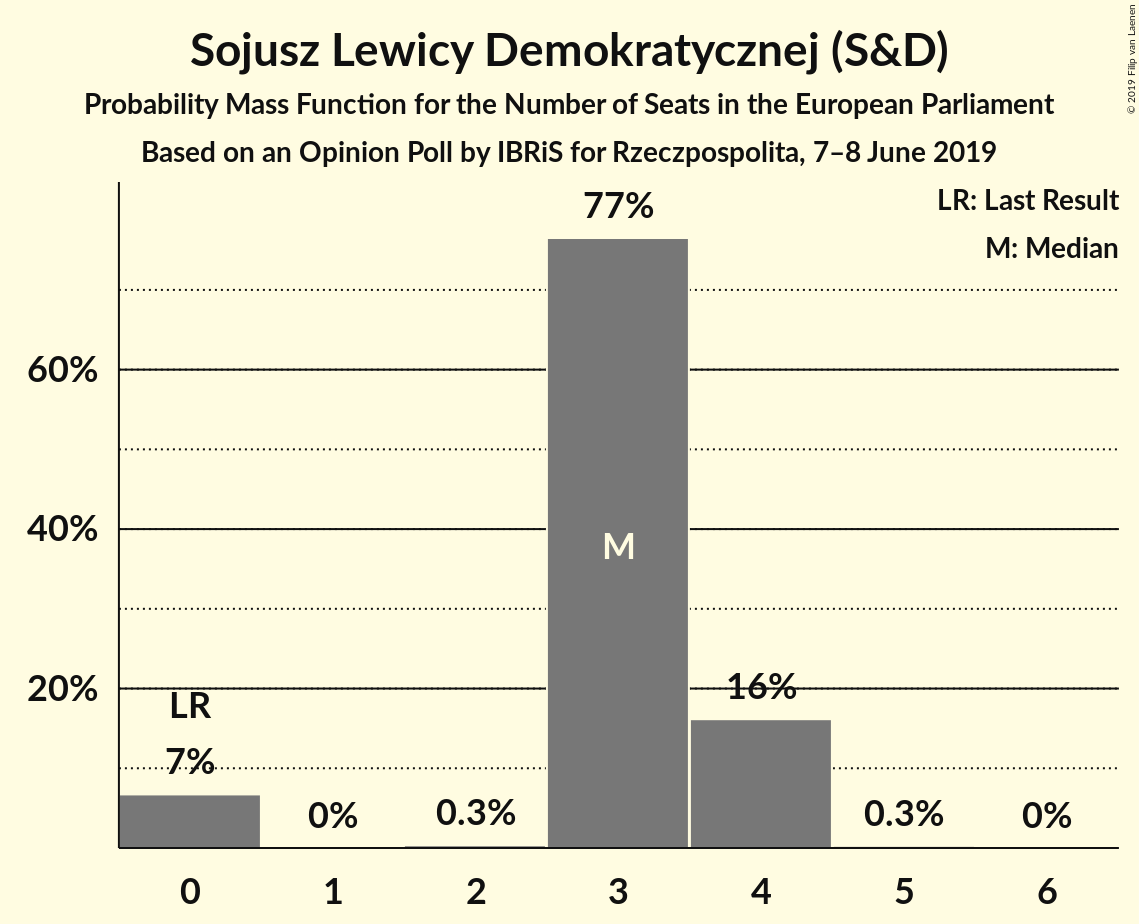 Sojusz Lewicy Demokratycznej (S&D)
Probability Mass Function for the Number of Seats in the European Parliament
Based on an Opinion Poll by IBRiS for Rzeczpospolita, 7–8 June 2019
© 2019 Filip van Laenen
LR: Last Result
M: Median
77%
60%
40%
M
20%
LR
16%
7%
0%
0.3%
0.3%
0%
0 1 2 3 4 5 6